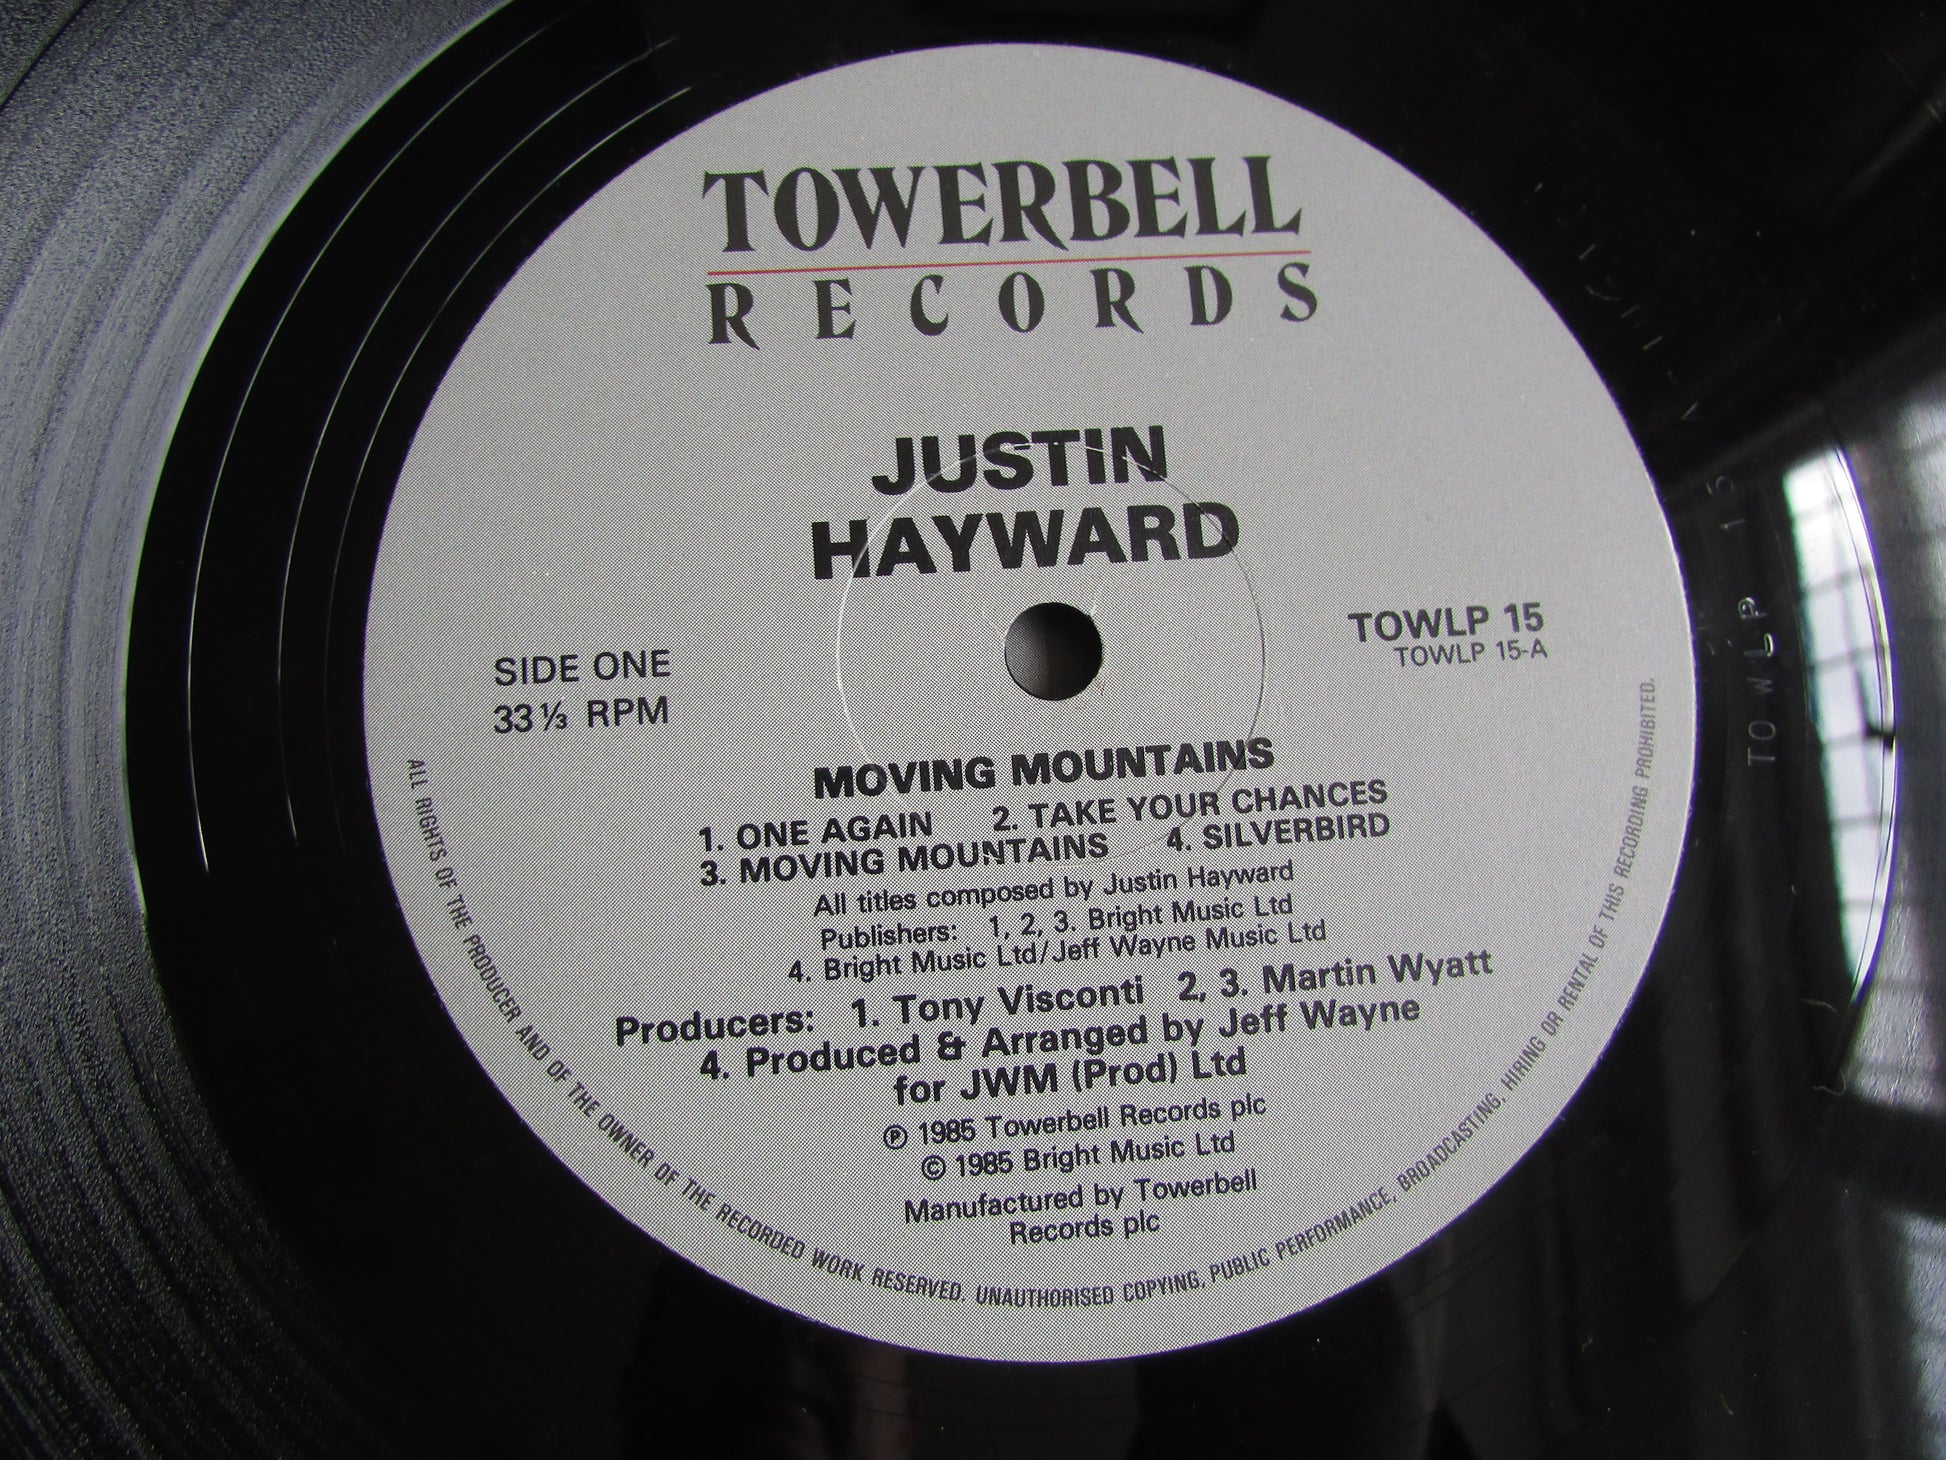 TOWERBELL
RECORDS
JUSTIN
HAYWARD
SIDE ONE
33⅓ RPM
TOWLP 15
TOWLP 15-A
MOVING MOUNTAINS
1. ONE AGAIN 2. TAKE YOUR CHANCES
3. MOVING MOUNTAINS 4. SILVERBIRD
All titles composed by Justin Hayward
Publishers: 1, 2, 3. Bright Music Ltd
4. Bright Music Ltd/Jeff Wayne Music Ltd
Producers: 1. Tony Visconti 2, 3. Martin Wyatt
4. Produced & Arranged by Jeff Wayne
for JWM (Prod) Ltd
℗ 1985 Towerbell Records plc
© 1985 Bright Music Ltd
Manufactured by Towerbell
Records plc
ALL RIGHTS OF THE PRODUCER AND OF THE OWNER OF THE RECORDED WORK RESERVED. UNAUTHORISED COPYING, PUBLIC PERFORMANCE, BROADCASTING, HIRING OR RENTAL OF THIS RECORDING PROHIBITED.
TOWLP 15